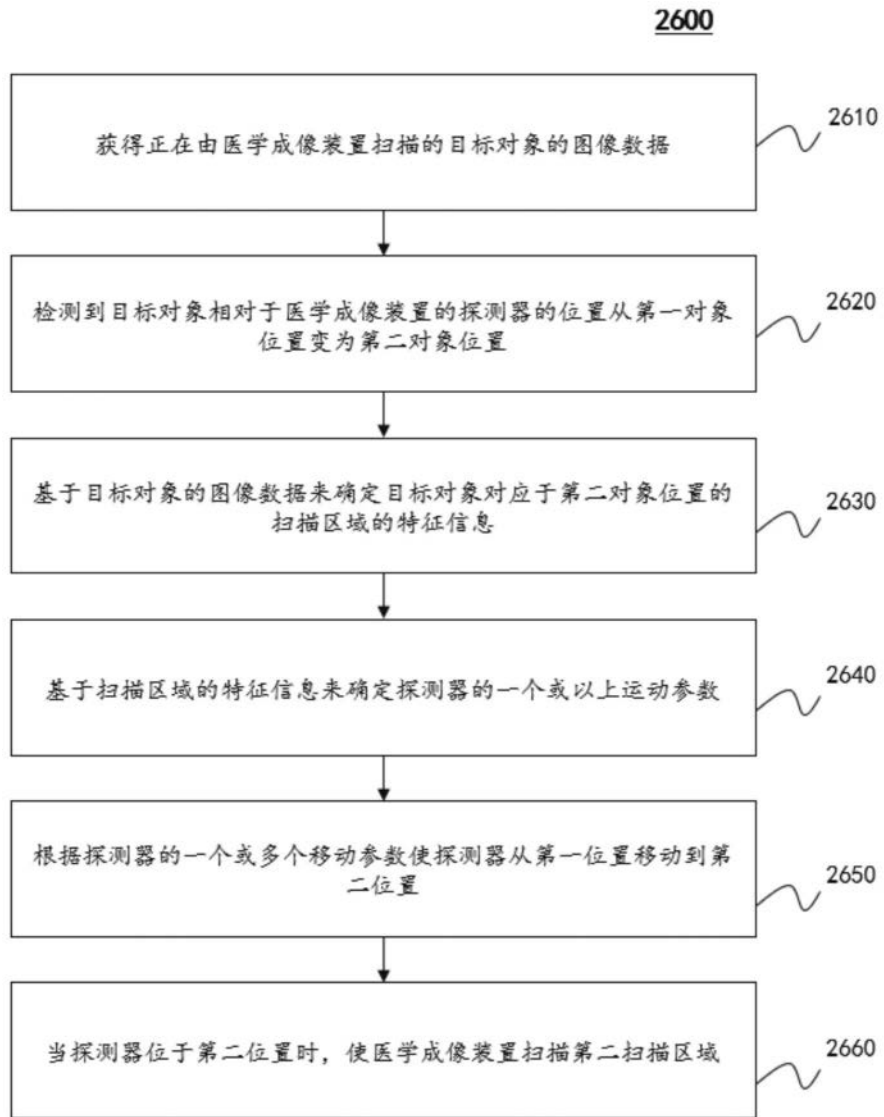 2600
获得正在由医学成像装置扫描的目标对象的图像数据
2610
检测到目标对象相对于医学成像装置的探测器的位置从第一对象
位置变为第二对象位置
2620
基于目标对象的图像数据来确定目标对象对应于第二对象位置的
扫描区域的特征信息
2630
基于扫描区域的特征信息来确定探测器的一个或以上运动参数
2640
根据探测器的一个或多个移动参数使探测器从第一位置移动到第
二位置
2650
当探测器位于第二位置时，使医学成像装置扫描第二扫描区域
2660